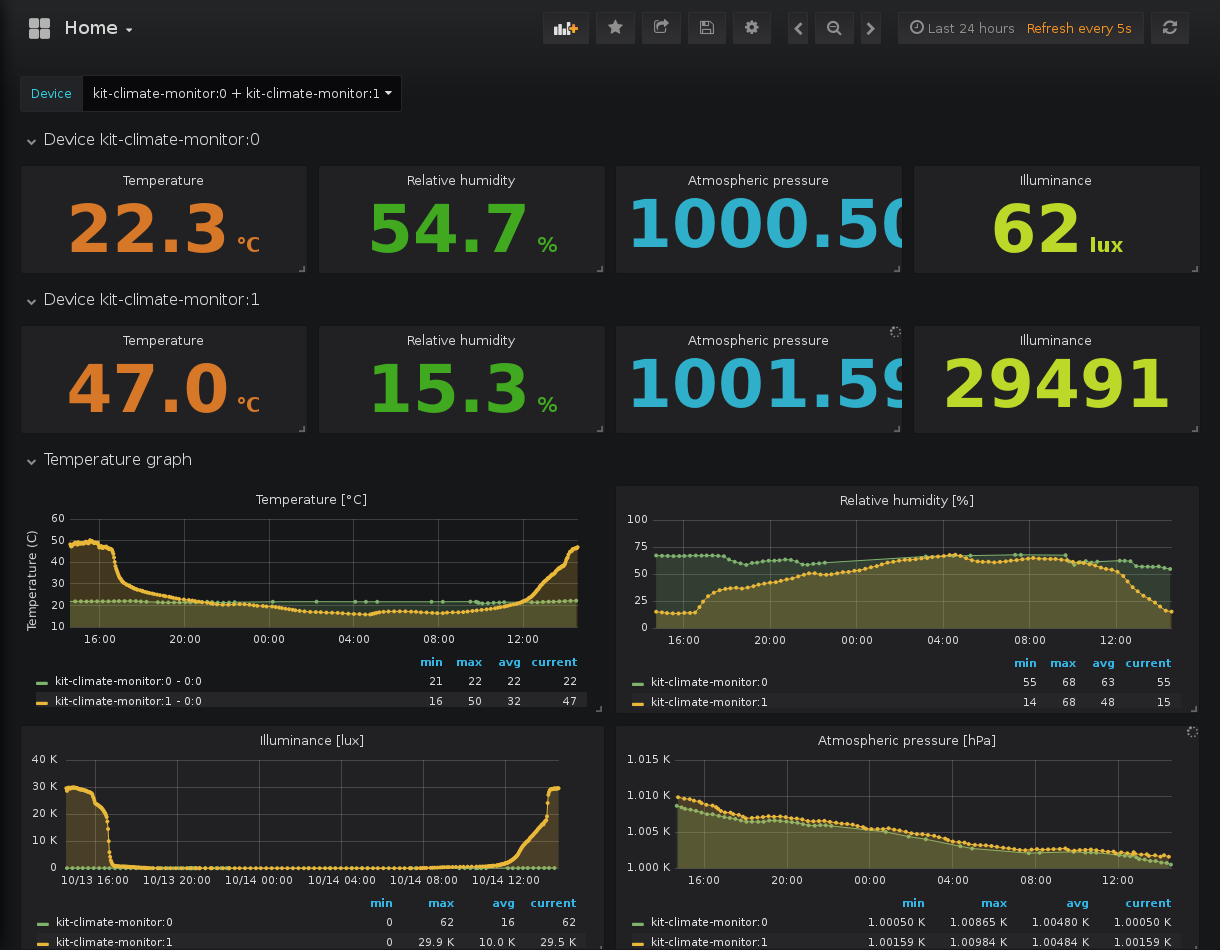 Home
Last 24 hours Refresh every 5s
Device kit-climate-monitor:0 + kit-climate-monitor:1
Device kit-climate-monitor:0
Temperature Relative humidity Atmospheric pressure Illuminance
22.3 °C 54.7 % 1000.50 62 lux
Device kit-climate-monitor:1
Temperature Relative humidity Atmospheric pressure Illuminance
47.0 °C 15.3 % 1001.59 29491
Temperature graph
Temperature [°C]
Temperature (C)
60
50
40
30
20
10
16:00 20:00 00:00 04:00 08:00 12:00
min max avg current
kit-climate-monitor:0 - 0:0 21 22 22 22
kit-climate-monitor:1 - 0:0 16 50 32 47
Relative humidity [%]
100
75
50
25
0
16:00 20:00 00:00 04:00 08:00 12:00
min max avg current
kit-climate-monitor:0 55 68 63 55
kit-climate-monitor:1 14 68 48 15
Illuminance [lux]
40 K
30 K
20 K
10 K
0
10/13 16:00 10/13 20:00 10/14 00:00 10/14 04:00 10/14 08:00 10/14 12:00
min max avg current
kit-climate-monitor:0 0 62 16 62
kit-climate-monitor:1 0 29.9 K 10.0 K 29.5 K
Atmospheric pressure [hPa]
1.015 K
1.010 K
1.005 K
1.000 K
16:00 20:00 00:00 04:00 08:00 12:00
min max avg current
kit-climate-monitor:0 1.00050 K 1.00865 K 1.00480 K 1.00050 K
kit-climate-monitor:1 1.00159 K 1.00984 K 1.00484 K 1.00159 K